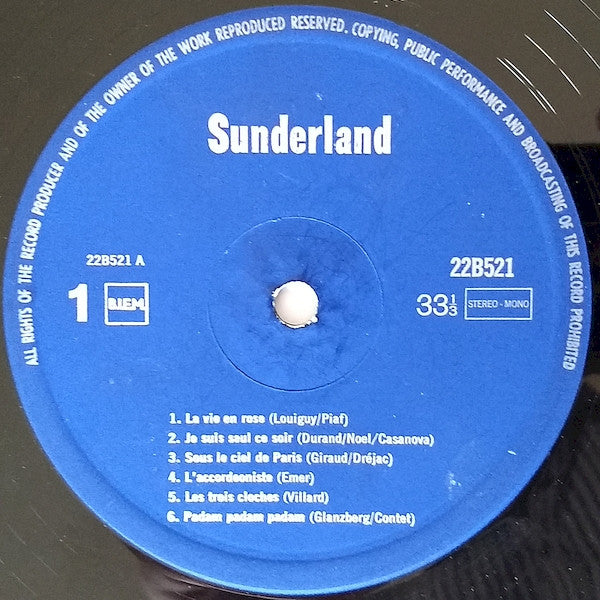 ALL RIGHTS OF THE RECORD PRODUCER AND OF THE OWNER OF THE WORK REPRODUCED RESERVED. COPYING, PUBLIC PERFORMANCE AND BROADCASTING OF THIS RECORD PROHIBITED
Sunderland
22B521 A
22B521
1 BIEM
33 1/3 STEREO - MONO
1. La vie en rose (Louiguy/Piaf)
2. Je suis seul ce soir (Durand/Noel/Casanova)
3. Sous le ciel de Paris (Giraud/Dréjac)
4. L'accordeoniste (Emer)
5. Les trois cloches (Villard)
6. Padam padam padam (Glanzberg/Contet)